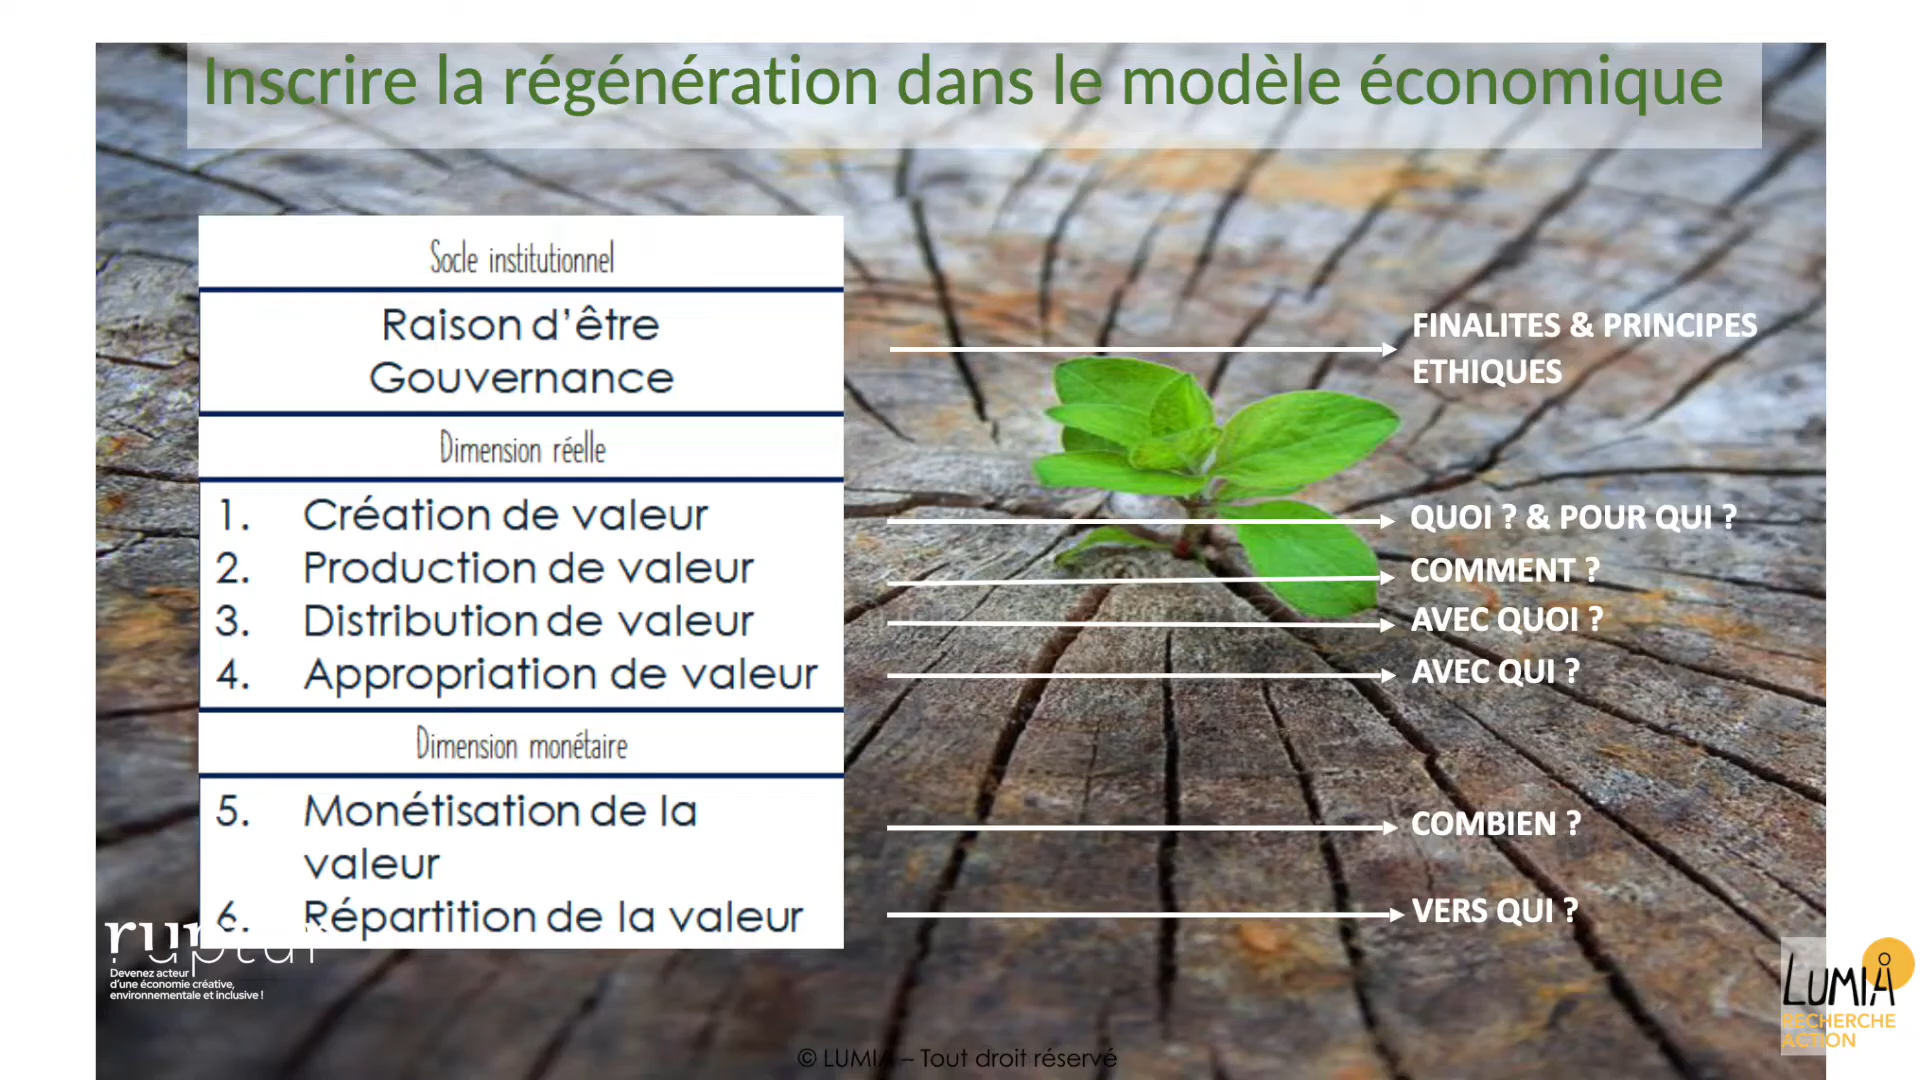 Inscrire la régénération dans le modèle économique
Socle institutionnel
Raison d'être
Gouvernance
FINALITES & PRINCIPES
ETHIQUES
Dimension réelle
1. Création de valeur
QUOI ? & POUR QUI ?
2. Production de valeur
COMMENT ?
3. Distribution de valeur
AVEC QUOI ?
4. Appropriation de valeur
AVEC QUI ?
Dimension monétaire
5. Monétisation de la
valeur
COMBIEN ?
6. Répartition de la valeur
VERS QUI ?
ruptur
Devenez acteur
d'une économie créative,
environnementale et inclusive !
LUMIÅ
RECHERCHE
ACTION
© LUMIA – Tout droit réservé